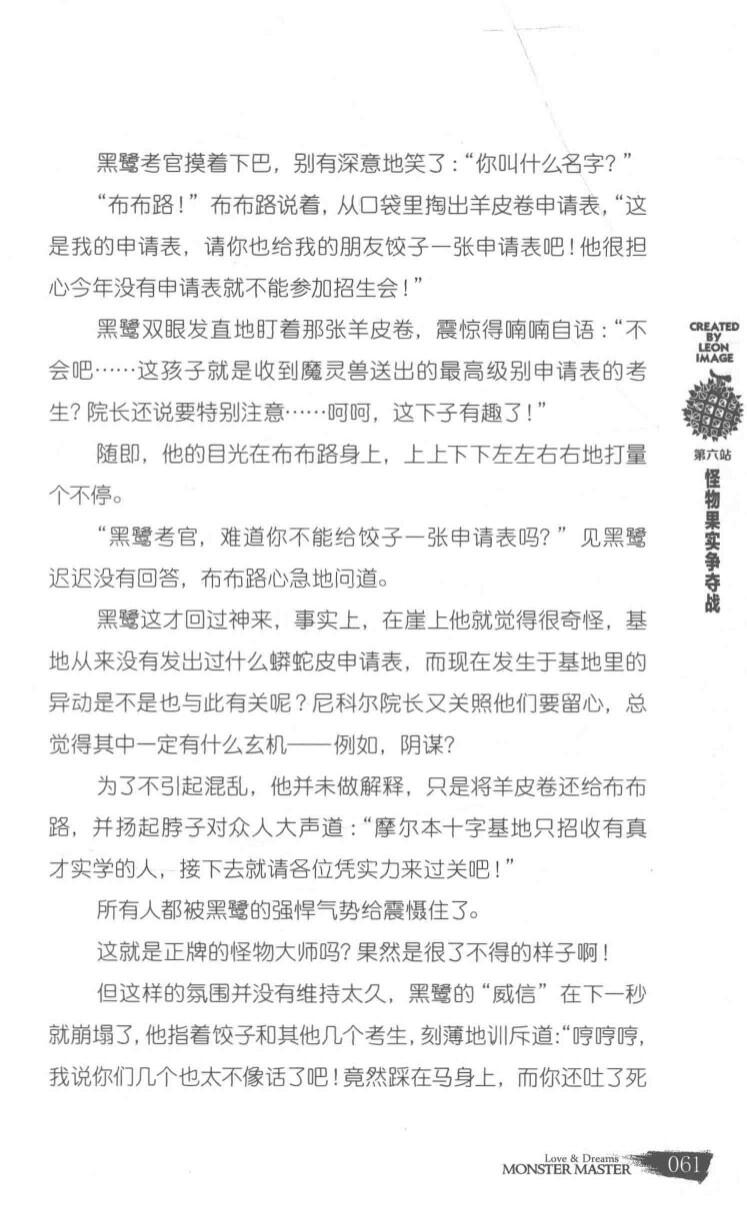 黑鹭考官摸着下巴，别有深意地笑了：“你叫什么名字？”
“布布路！”布布路说着，从口袋里掏出羊皮卷申请表，“这
是我的申请表，请你也给我的朋友饺子一张申请表吧！他很担
心今年没有申请表就不能参加招生会！”
黑鹭双眼发直地盯着那张羊皮卷，震惊得喃喃自语：“不
会吧……这孩子就是收到魔灵兽送出的最高级别申请表的考
生？院长还说要特别注意……呵呵，这下子有趣了！”
随即，他的目光在布布路身上，上上下下左左右右地打量
个不停。
“黑鹭考官，难道你不能给饺子一张申请表吗？”见黑鹭
迟迟没有回答，布布路心急地问道。
黑鹭这才回过神来，事实上，在崖上他就觉得很奇怪，基
地从来没有发出过什么蟒蛇皮申请表，而现在发生于基地里的
异动是不是也与此有关呢？尼科尔院长又关照他们要留心，总
觉得其中一定有什么玄机——例如，阴谋？
为了不引起混乱，他并未做解释，只是将羊皮卷还给布布
路，并扬起脖子对众人大声道：“摩尔本十字基地只招收有真
才实学的人，接下去就请各位凭实力来过关吧！”
所有人都被黑鹭的强悍气势给震慑住了。
这就是正牌的怪物大师吗？果然是很了不得的样子啊！
但这样的氛围并没有维持太久，黑鹭的“威信”在下一秒
就崩塌了，他指着饺子和其他几个考生，刻薄地训斥道：“哼哼哼，
我说你们几个也太不像话了吧！竟然踩在马身上，而你还吐了死
CREATED
BY
LEON
IMAGE
第六站
怪物果实争夺战
Love & Dreams
MONSTER MASTER
061